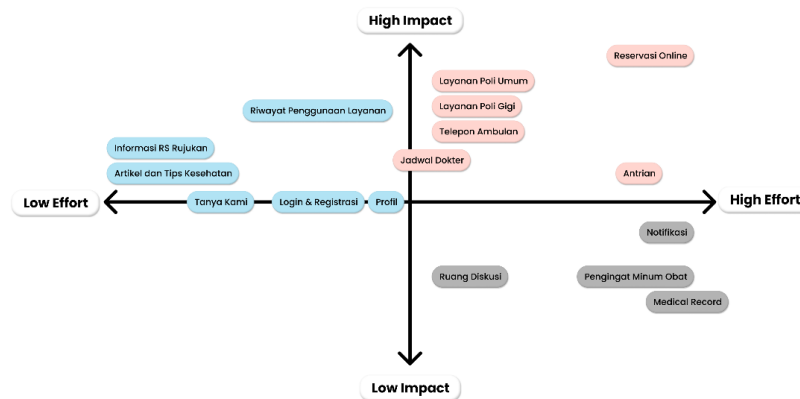 High Impact
Reservasi Online
Layanan Poli Umum
Layanan Poli Gigi
Riwayat Penggunaan Layanan
Telepon Ambulan
Informasi RS Rujukan
Jadwal Dokter
Artikel dan Tips Kesehatan
Antrian
Low Effort
Tanya Kami
Login & Registrasi
Profil
High Effort
Notifikasi
Ruang Diskusi
Pengingat Minum Obat
Medical Record
Low Impact